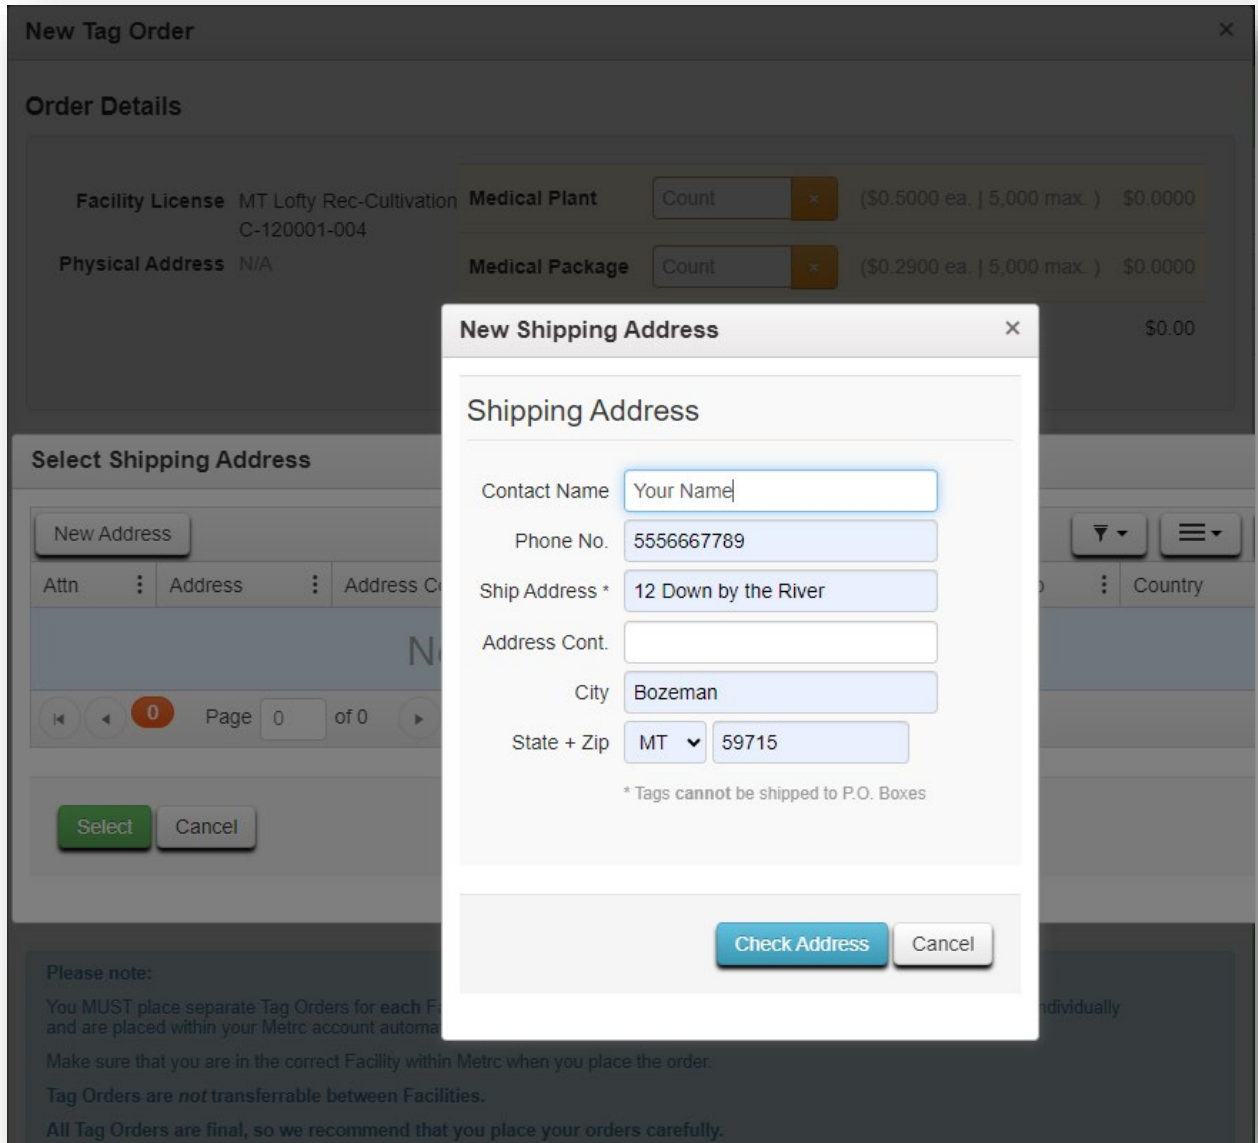 New Tag Order ×
Order Details
Facility License MT Lofty Rec-Cultivation
C-120001-004
Physical Address N/A
Medical Plant Count × ($0.5000 ea. | 5,000 max. ) $0.0000
Medical Package Count × ($0.2900 ea. | 5,000 max. ) $0.0000
$0.00
Select Shipping Address
New Address
Attn Address Address Country
0 Page 0 of 0
Select Cancel
New Shipping Address ×
Shipping Address
Contact Name Your Name
Phone No. 5556667789
Ship Address * 12 Down by the River
Address Cont.
City Bozeman
State + Zip MT 59715
* Tags cannot be shipped to P.O. Boxes
Check Address Cancel
Please note:
You MUST place separate Tag Orders for each
and are placed within your Metrc account
Make sure that you are in the correct Facility within Metrc when you place the order.
Tag Orders are not transferrable between Facilities.
All Tag Orders are final, so we recommend that you place your orders carefully.